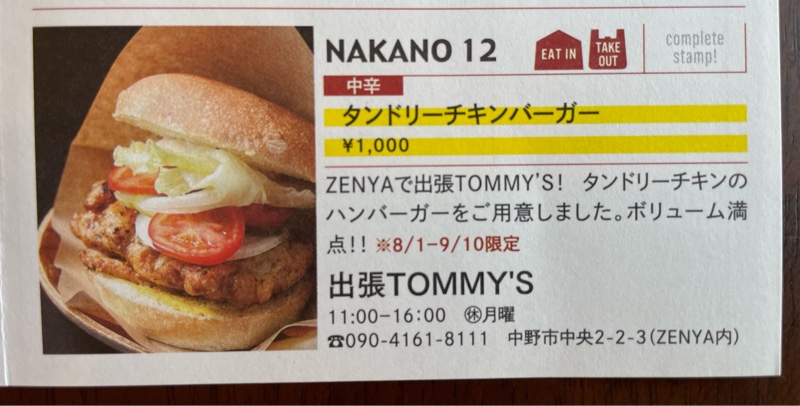 NAKANO 12
EAT IN
TAKE
OUT
complete
stamp!
中辛
タンドリーチキンバーガー
¥1,000
ZENYAで出張TOMMY'S! タンドリーチキンの
ハンバーガーをご用意しました。ボリューム満
点!! ※8/1-9/10限定
出張TOMMY'S
11:00-16:00 ㊡月曜
☎090-4161-8111 中野市中央2-2-3(ZENYA内)